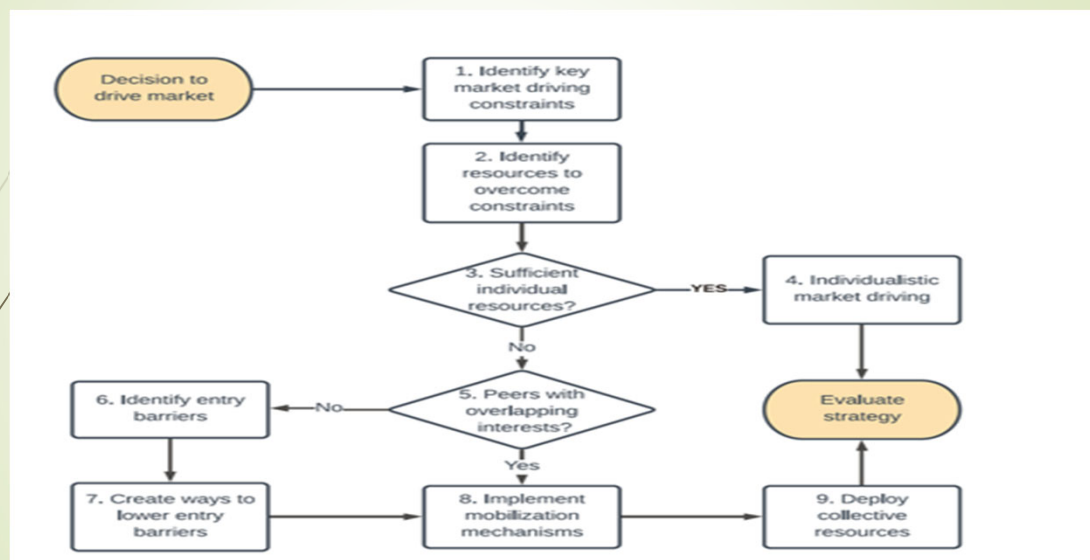 Decision to
drive market
1. Identify key
market driving
constraints
2. Identify
resources to
overcome
constraints
3. Sufficient
individual
resources?
YES
4. Individualistic
market driving
No
5. Peers with
overlapping
interests?
No
6. Identify entry
barriers
Evaluate
strategy
Yes
7. Create ways to
lower entry
barriers
8. Implement
mobilization
mechanisms
9. Deploy
collective
resources